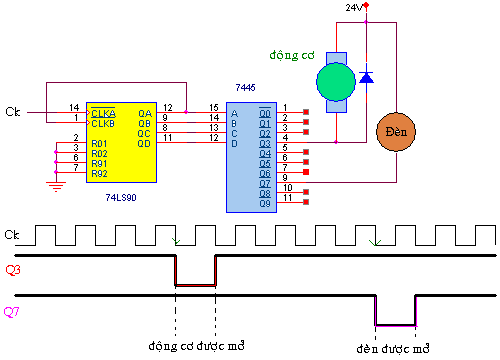 24V
động cơ
7445
Ck
14 CLKA QA 12 15 A Q0 1
1 CLKB QB 9 14 B Q1 2
QC 8 13 C Q2 3
QD 11 12 D Q3 4
2 R01 Q4 5
3 R02 Q5 6
6 R91 Q6 7
7 R92 Q7 9
Q8 10
Q9 11
Đèn
74LS90
Ck
Q3
Q7
động cơ được mở
đèn được mở